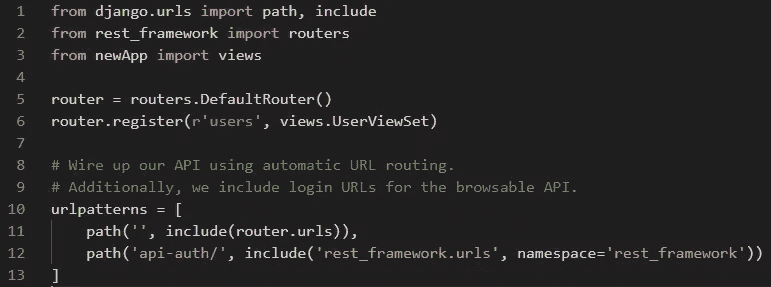 1 from django.urls import path, include
2 from rest_framework import routers
3 from newApp import views
4
5 router = routers.DefaultRouter()
6 router.register(r'users', views.UserViewSet)
7
8 # Wire up our API using automatic URL routing.
9 # Additionally, we include login URLs for the browsable API.
10 urlpatterns = [
11     path('', include(router.urls)),
12     path('api-auth/', include('rest_framework.urls', namespace='rest_framework'))
13 ]